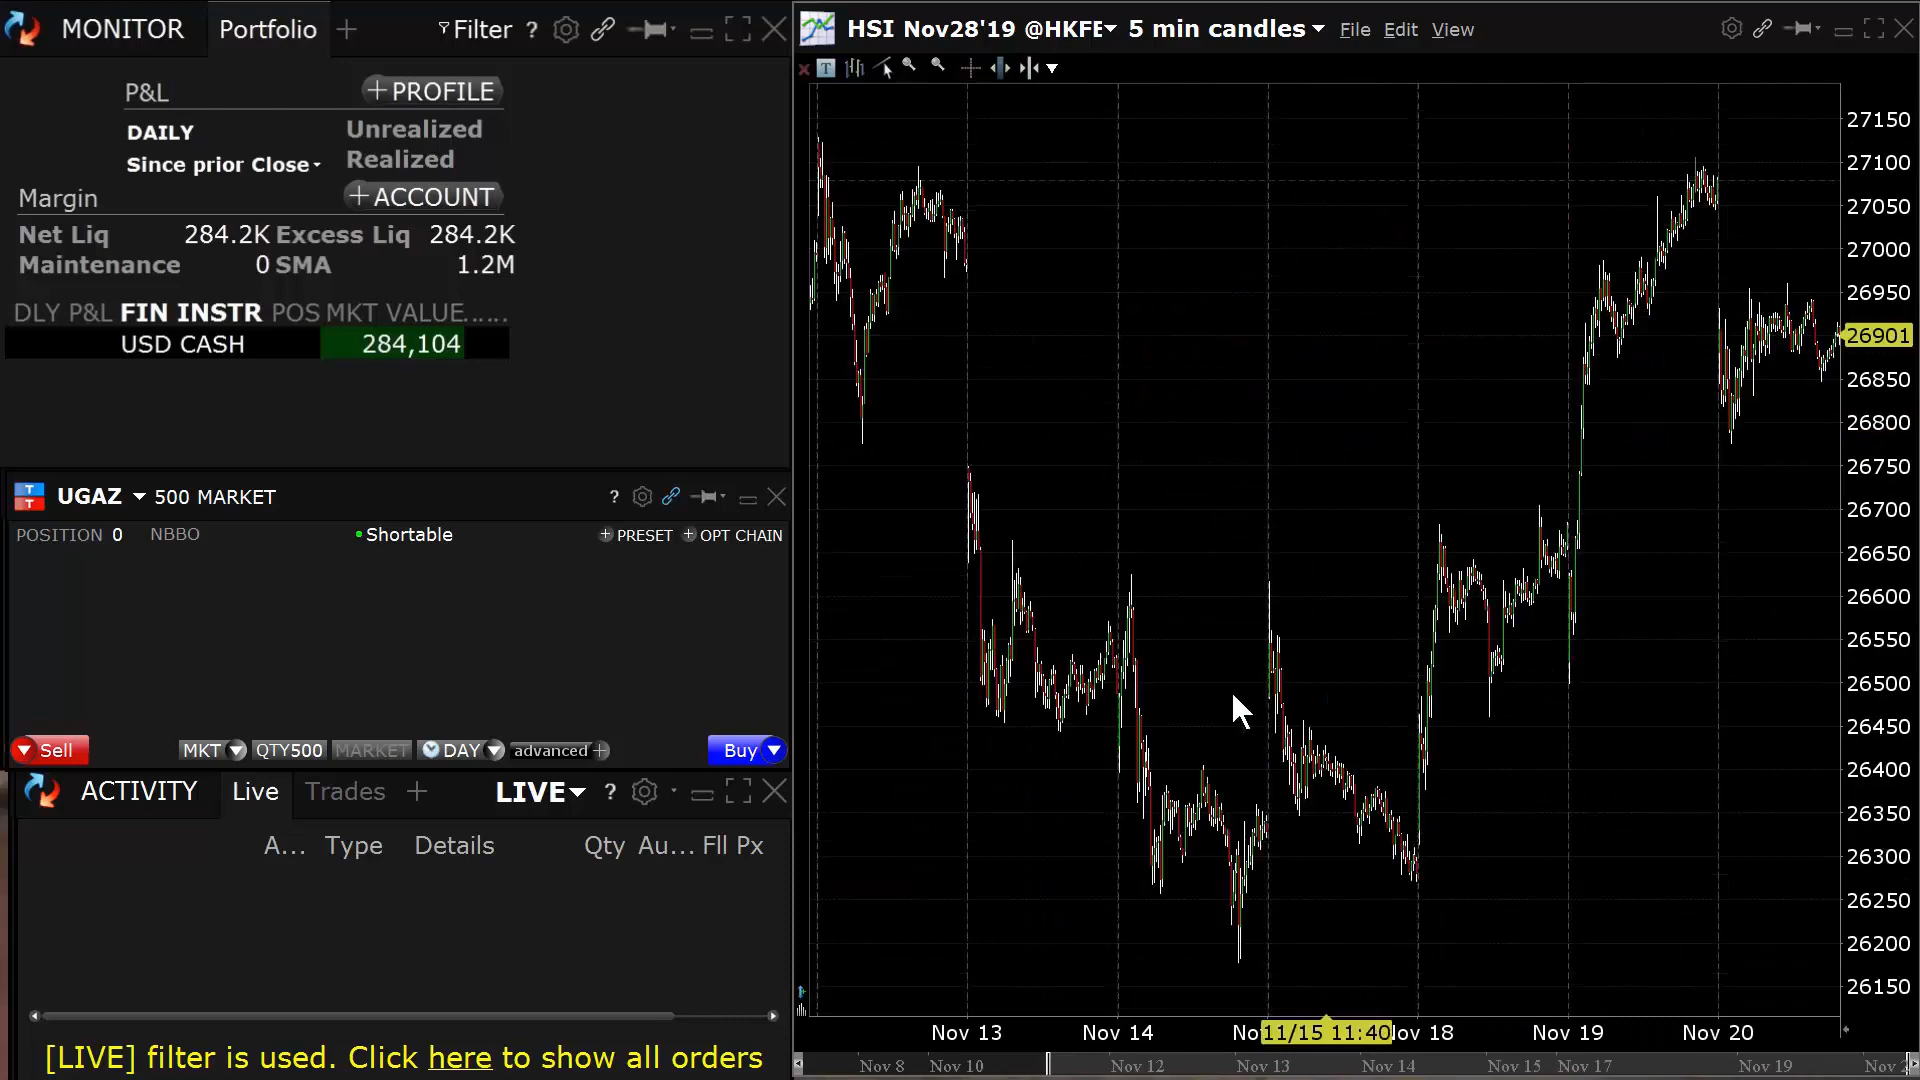 MONITOR Portfolio + Filter ?
P&L + PROFILE
DAILY Unrealized
Since prior Close Realized
Margin + ACCOUNT
Net Liq 284.2K Excess Liq 284.2K
Maintenance 0 SMA 1.2M
DLY P&L FIN INSTR POS MKT VALUE......
USD CASH 284,104
UGAZ 500 MARKET ?
POSITION 0 NBBO Shortable + PRESET + OPT CHAIN
Sell MKT QTY500 MARKET DAY advanced + Buy
ACTIVITY Live Trades + LIVE ?
A... Type Details Qty Au... Fll Px
[LIVE] filter is used. Click here to show all orders
HSI Nov28'19 @HKFE 5 min candles File Edit View
T
27150
27100
27050
27000
26950
26901
26850
26800
26750
26700
26650
26600
26550
26500
26450
26400
26350
26300
26250
26200
26150
Nov 13 Nov 14 No 11/15 11:40 lov 18 Nov 19 Nov 20
Nov 8 Nov 10 Nov 12 Nov 13 Nov 14 Nov 15 Nov 17 Nov 19